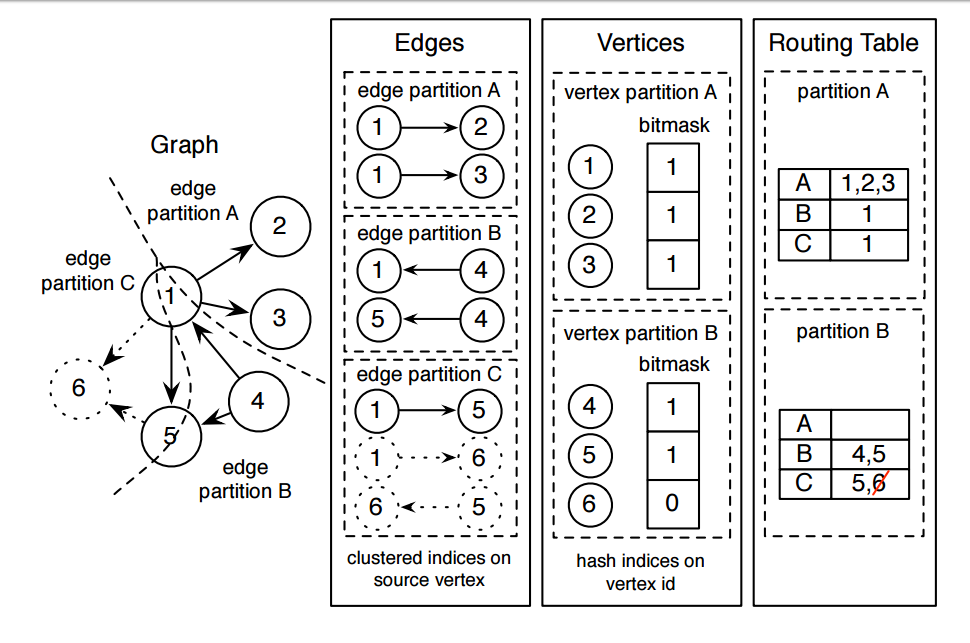 Graph
edge
partition A
2
edge
partition C
1
3
6
4
5
edge
partition B
Edges
edge partition A
1 2
1 3
edge partition B
1 4
5 4
edge partition C
1 5
1 6
6 5
clustered indices on
source vertex
Vertices
vertex partition A
bitmask
1 1
2 1
3 1
vertex partition B
bitmask
4 1
5 1
6 0
hash indices on
vertex id
Routing Table
partition A
A 1,2,3
B 1
C 1
partition B
A
B 4,5
C 5,6